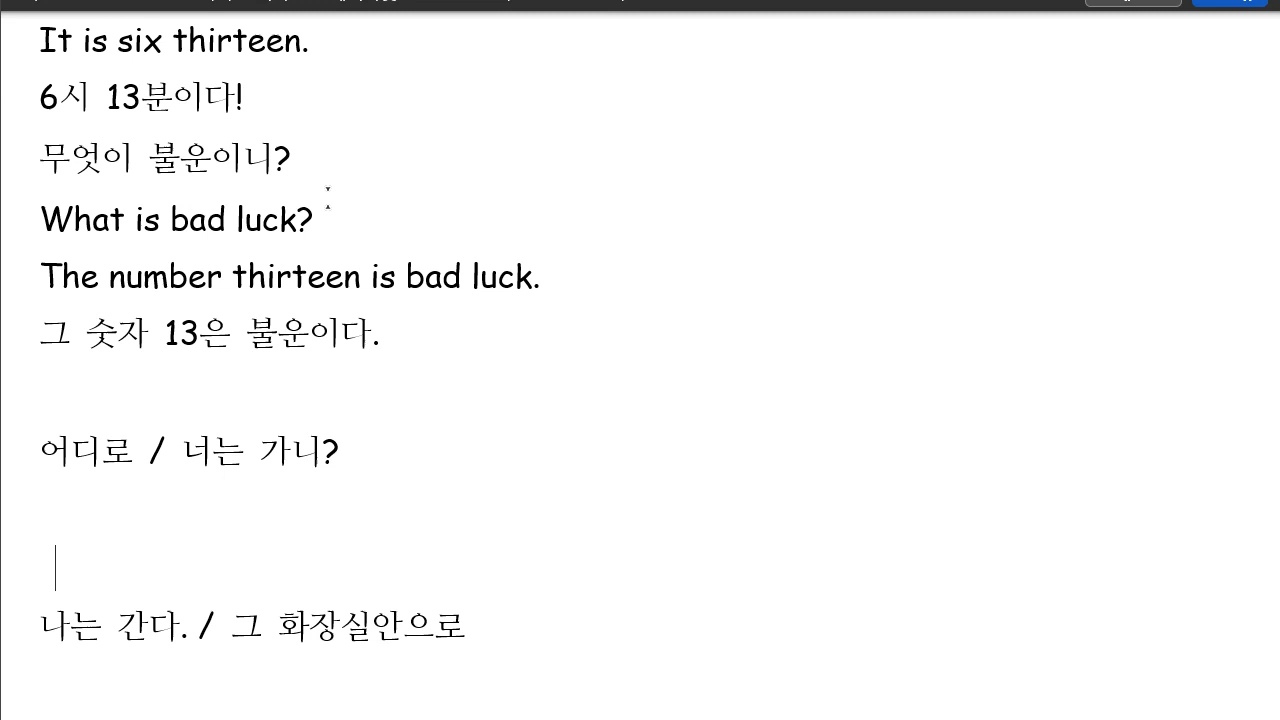 It is six thirteen.
6시 13분이다!
무엇이 불운이니?
What is bad luck?
The number thirteen is bad luck.
그 숫자 13은 불운이다.
어디로 / 너는 가니?
나는 간다. / 그 화장실안으로